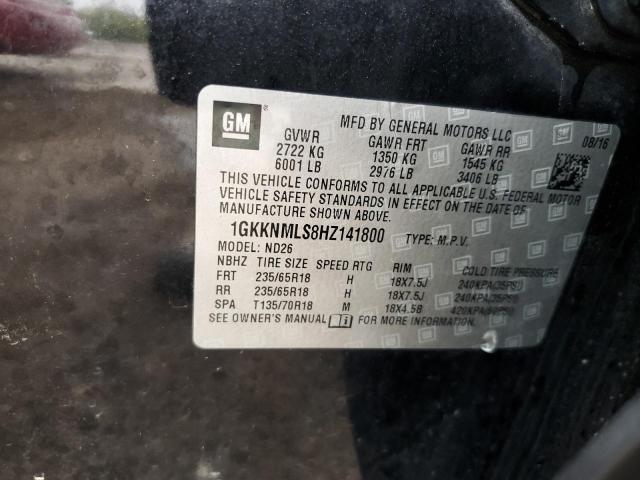 GM ®
MFD BY GENERAL MOTORS LLC 08/16
GVWR GAWR FRT GAWR RR
2722 KG 1350 KG 1545 KG
6001 LB 2976 LB 3406 LB
THIS VEHICLE CONFORMS TO ALL APPLICABLE U.S. FEDERAL MOTOR
VEHICLE SAFETY STANDARDS IN EFFECT ON THE DATE OF
MANUFACTURE SHOWN ABOVE.
1GKKNMLS8HZ141800 TYPE: M.P.V.
MODEL: ND26
NBHZ TIRE SIZE SPEED RTG RIM COLD TIRE PRESSURE
FRT 235/65R18 H 18X7.5J 240KPA(35PSI)
RR 235/65R18 H 18X7.5J 240KPA(35PSI)
SPA T135/70R18 M 18X4.5B 420KPA(60PSI)
SEE OWNER'S MANUAL FOR MORE INFORMATION.